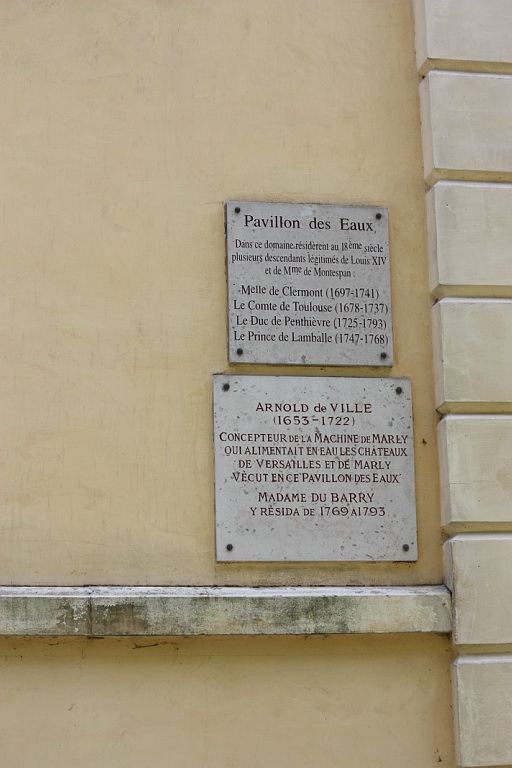 Pavillon des Eaux
Dans ce domaine résidèrent au 18ème siècle
plusieurs descendants légitimés de Louis XIV
et de Mme de Montespan :
Melle de Clermont (1697-1741)
Le Comte de Toulouse (1678-1737)
Le Duc de Penthièvre (1725-1793)
Le Prince de Lamballe (1747-1768)
ARNOLD de VILLE
(1653-1722)
CONCEPTEUR DE LA MACHINE DE MARLY
QUI ALIMENTAIT EN EAU LES CHÂTEAUX
DE VERSAILLES ET DE MARLY
VÉCUT EN CE PAVILLON DES EAUX
MADAME DU BARRY
Y RÉSIDA DE 1769 A 1793